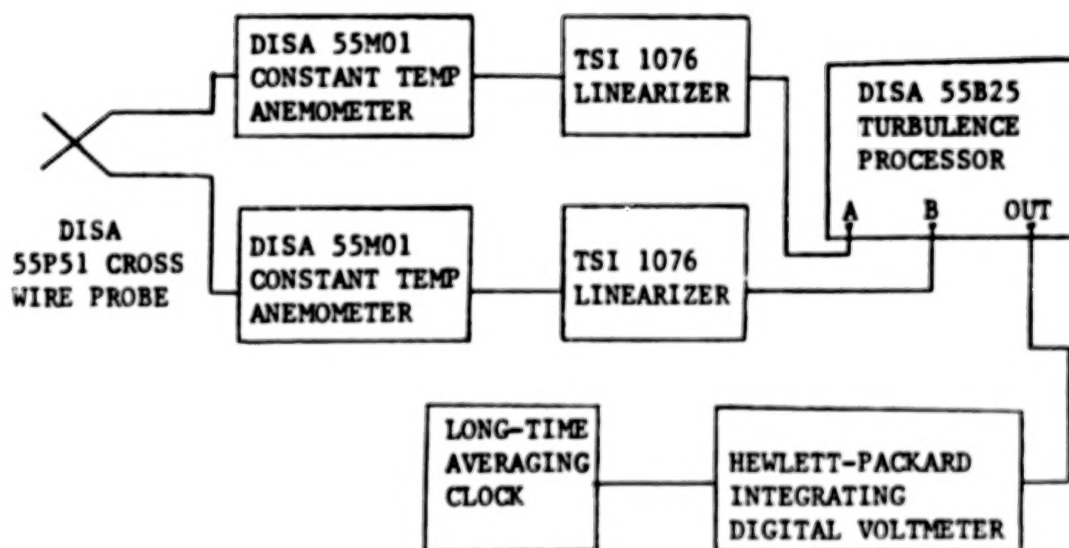 DISA 55M01
CONSTANT TEMP
ANEMOMETER
TSI 1076
LINEARIZER
DISA 55B25
TURBULENCE
PROCESSOR
A B OUT
DISA
55P51 CROSS
WIRE PROBE
DISA 55M01
CONSTANT TEMP
ANEMOMETER
TSI 1076
LINEARIZER
LONG-TIME
AVERAGING
CLOCK
HEWLETT-PACKARD
INTEGRATING
DIGITAL VOLTMETER